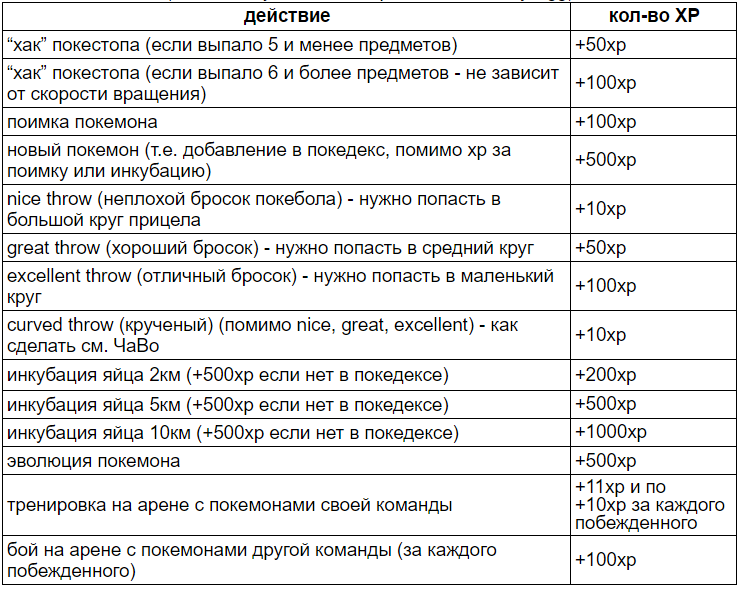 действие кол-во XP
“хак” покестопа (если выпало 5 и менее предметов) +50xp
“хак” покестопа (если выпало 6 и более предметов - не зависит
от скорости вращения) +100xp
поимка покемона +100xp
новый покемон (т.е. добавление в покедекс, помимо хр за
поимку или инкубацию) +500xp
nice throw (неплохой бросок покебола) - нужно попасть в
большой круг прицела +10xp
great throw (хороший бросок) - нужно попасть в средний круг +50xp
excellent throw (отличный бросок) - нужно попасть в маленький
круг +100xp
curved throw (крученый) (помимо nice, great, excellent) - как
сделать см. ЧаВо +10xp
инкубация яйца 2км (+500хр если нет в покедексе) +200xp
инкубация яйца 5км (+500хр если нет в покедексе) +500xp
инкубация яйца 10км (+500хр если нет в покедексе) +1000xp
эволюция покемона +500xp
тренировка на арене с покемонами своей команды
+11xp и по
+10xp за каждого
побежденного
бой на арене с покемонами другой команды (за каждого
побежденного) +100xp